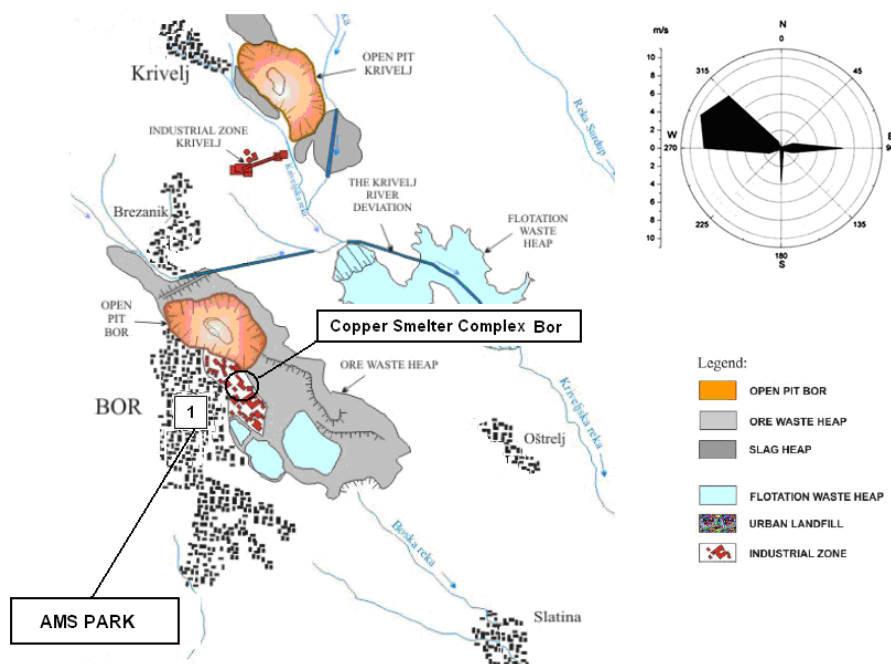 Krivelj
OPEN PIT
KRIVELJ
INDUSTRIAL ZONE
KRIVELJ
Kriveljska reka
Reka Surdup
Brezanik
THE KRIVELJ
RIVER
DEVIATION
FLOTATION
WASTE
HEAP
OPEN
PIT
BOR
Copper Smelter Complex Bor
ORE WASTE HEAP
BOR
1
Oštrelj
Kriveljska reka
Borska reka
Slatina
AMS PARK
m/s
10
8
6
4
2
0
2
4
6
8
10
N
0
45
E
90
135
180
S
225
W
270
315
Legend:
OPEN PIT BOR
ORE WASTE HEAP
SLAG HEAP
FLOTATION WASTE HEAP
URBAN LANDFILL
INDUSTRIAL ZONE